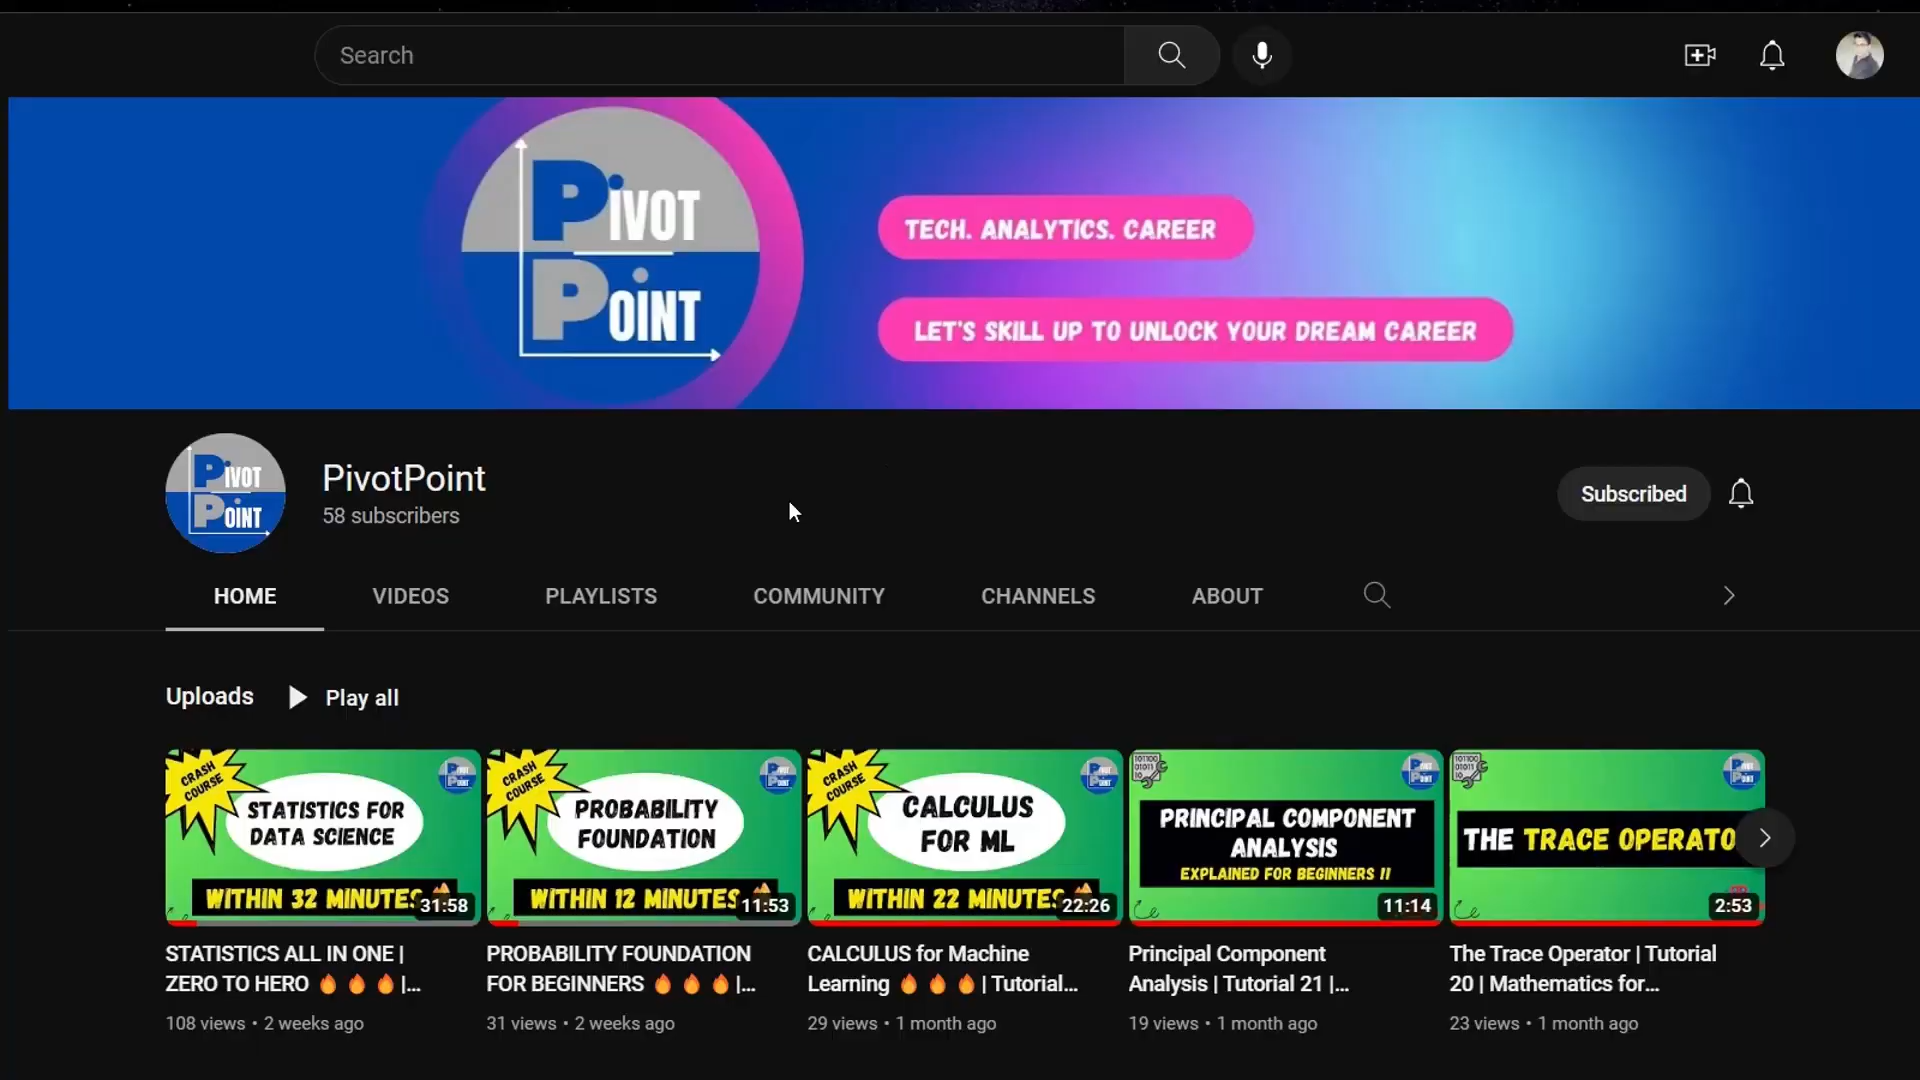 Search
PIVOT
POINT
TECH. ANALYTICS. CAREER
LET'S SKILL UP TO UNLOCK YOUR DREAM CAREER
PIVOT
POINT
PivotPoint
58 subscribers
Subscribed
HOME VIDEOS PLAYLISTS COMMUNITY CHANNELS ABOUT
Uploads Play all
CRASH
COURSE
STATISTICS FOR
DATA SCIENCE
WITHIN 32 MINUTES
31:58
CRASH
COURSE
PROBABILITY
FOUNDATION
WITHIN 12 MINUTES
11:53
CRASH
COURSE
CALCULUS
FOR ML
WITHIN 22 MINUTES
22:26
PRINCIPAL COMPONENT
ANALYSIS
EXPLAINED FOR BEGINNERS !!
11:14
THE TRACE OPERATO
2:53
STATISTICS ALL IN ONE |
ZERO TO HERO 🔥 🔥 🔥 |...
108 views • 2 weeks ago
PROBABILITY FOUNDATION
FOR BEGINNERS 🔥 🔥 🔥 |...
31 views • 2 weeks ago
CALCULUS for Machine
Learning 🔥 🔥 🔥 | Tutorial...
29 views • 1 month ago
Principal Component
Analysis | Tutorial 21 |...
19 views • 1 month ago
The Trace Operator | Tutorial
20 | Mathematics for...
23 views • 1 month ago